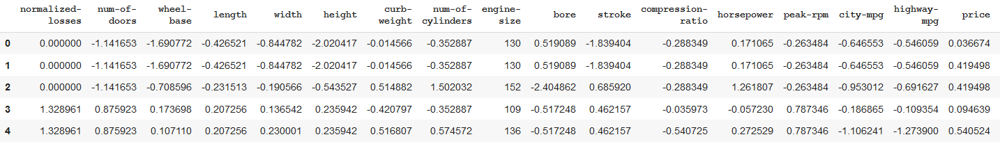 normalized-losses num-of-doors wheel-base length width height curb-weight num-of-cylinders engine-size bore stroke compression-ratio horsepower peak-rpm city-mpg highway-mpg price
0 0.000000 -1.141653 -1.690772 -0.426521 -0.844782 -2.020417 -0.014566 -0.352887 130 0.519089 -1.839404 -0.288349 0.171065 -0.263484 -0.646553 -0.546059 0.036674
1 0.000000 -1.141653 -1.690772 -0.426521 -0.844782 -2.020417 -0.014566 -0.352887 130 0.519089 -1.839404 -0.288349 0.171065 -0.263484 -0.646553 -0.546059 0.419498
2 0.000000 -1.141653 -0.708596 -0.231513 -0.190566 -0.543527 0.514882 1.502032 152 -2.404862 0.685920 -0.288349 1.261807 -0.263484 -0.953012 -0.691627 0.419498
3 1.328961 0.875923 0.173698 0.207256 0.136542 0.235942 -0.420797 -0.352887 109 -0.517248 0.462157 -0.035973 -0.057230 0.787346 -0.186865 -0.109354 0.094639
4 1.328961 0.875923 0.107110 0.207256 0.230001 0.235942 0.516807 0.574572 136 -0.517248 0.462157 -0.540725 0.272529 0.787346 -1.106241 -1.273900 0.540524